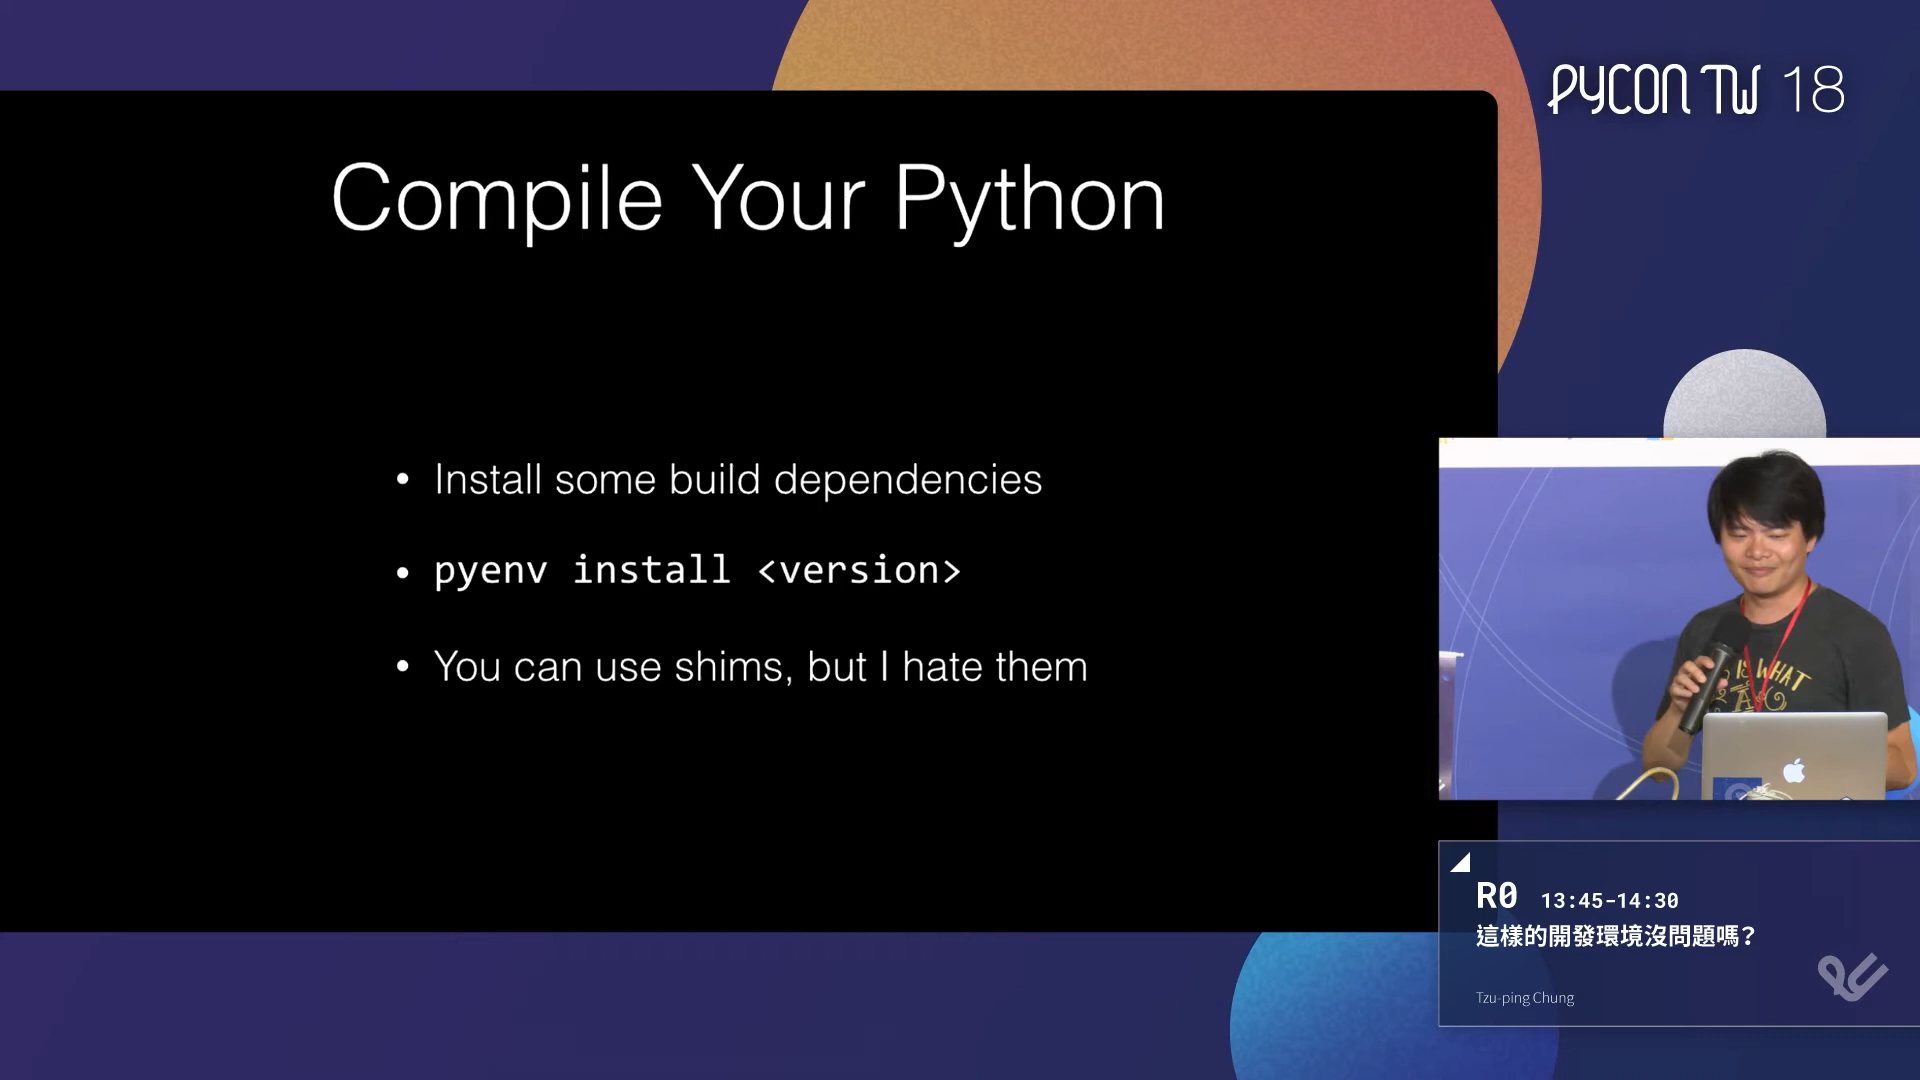 PYCON TW 18
Compile Your Python
• Install some build dependencies
• pyenv install <version>
• You can use shims, but I hate them
IS WHAT
R0 13:45-14:30
這樣的開發環境沒問題嗎?
Tzu-ping Chung